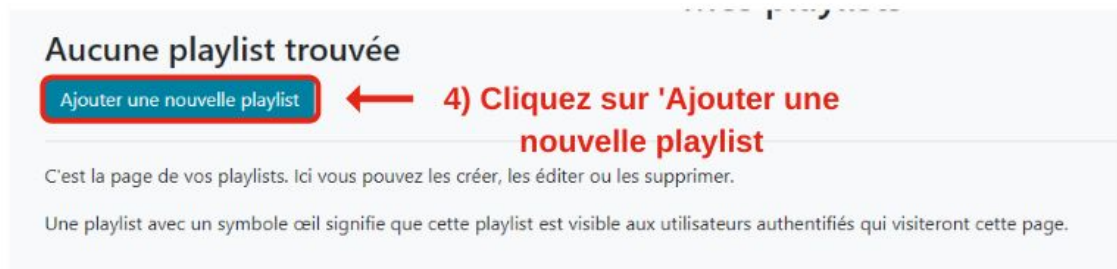 Aucune playlist trouvée
Ajouter une nouvelle playlist
4) Cliquez sur 'Ajouter une
nouvelle playlist
C'est la page de vos playlists. Ici vous pouvez les créer, les éditer ou les supprimer.
Une playlist avec un symbole œil signifie que cette playlist est visible aux utilisateurs authentifiés qui visiteront cette page.